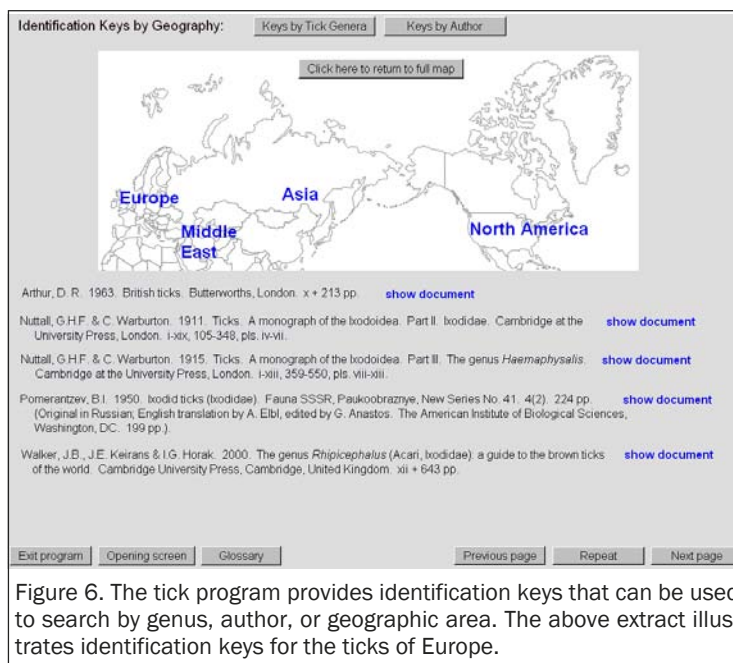 Identification Keys by Geography:
Keys by Tick Genera
Keys by Author
Click here to return to full map
Europe
Asia
Middle
East
North America
Arthur, D. R. 1963. British ticks. Butterworths, London. x + 213 pp. show document
Nuttall, G.H.F. & C. Warburton. 1911. Ticks. A monograph of the Ixodoidea. Part II. Ixodidae. Cambridge at the show document
University Press, London. i-xix, 105-348, pls. iv-vii.
Nuttall, G.H.F. & C. Warburton. 1915. Ticks. A monograph of the Ixodoidea. Part III. The genus Haemaphysalis. show document
Cambridge at the University Press, London. i-xiii, 359-550, pls. viii-xiii.
Pomerantzev, B.I. 1950. Ixodid ticks (Ixodidae). Fauna SSSR, Paukoobraznye, New Series No. 41. 4(2). 224 pp. show document
(Original in Russian; English translation by A. Elbl, edited by G. Anastos. The American Institute of Biological Sciences,
Washington, DC. 199 pp.).
Walker, J.B., J.E. Keirans & I.G. Horak. 2000. The genus Rhipicephalus (Acari, Ixodidae): a guide to the brown ticks show document
of the world. Cambridge University Press, Cambridge, United Kingdom. xii + 643 pp.
Exit program
Opening screen
Glossary
Previous page
Repeat
Next page
Figure 6. The tick program provides identification keys that can be used
to search by genus, author, or geographic area. The above extract illus
trates identification keys for the ticks of Europe.